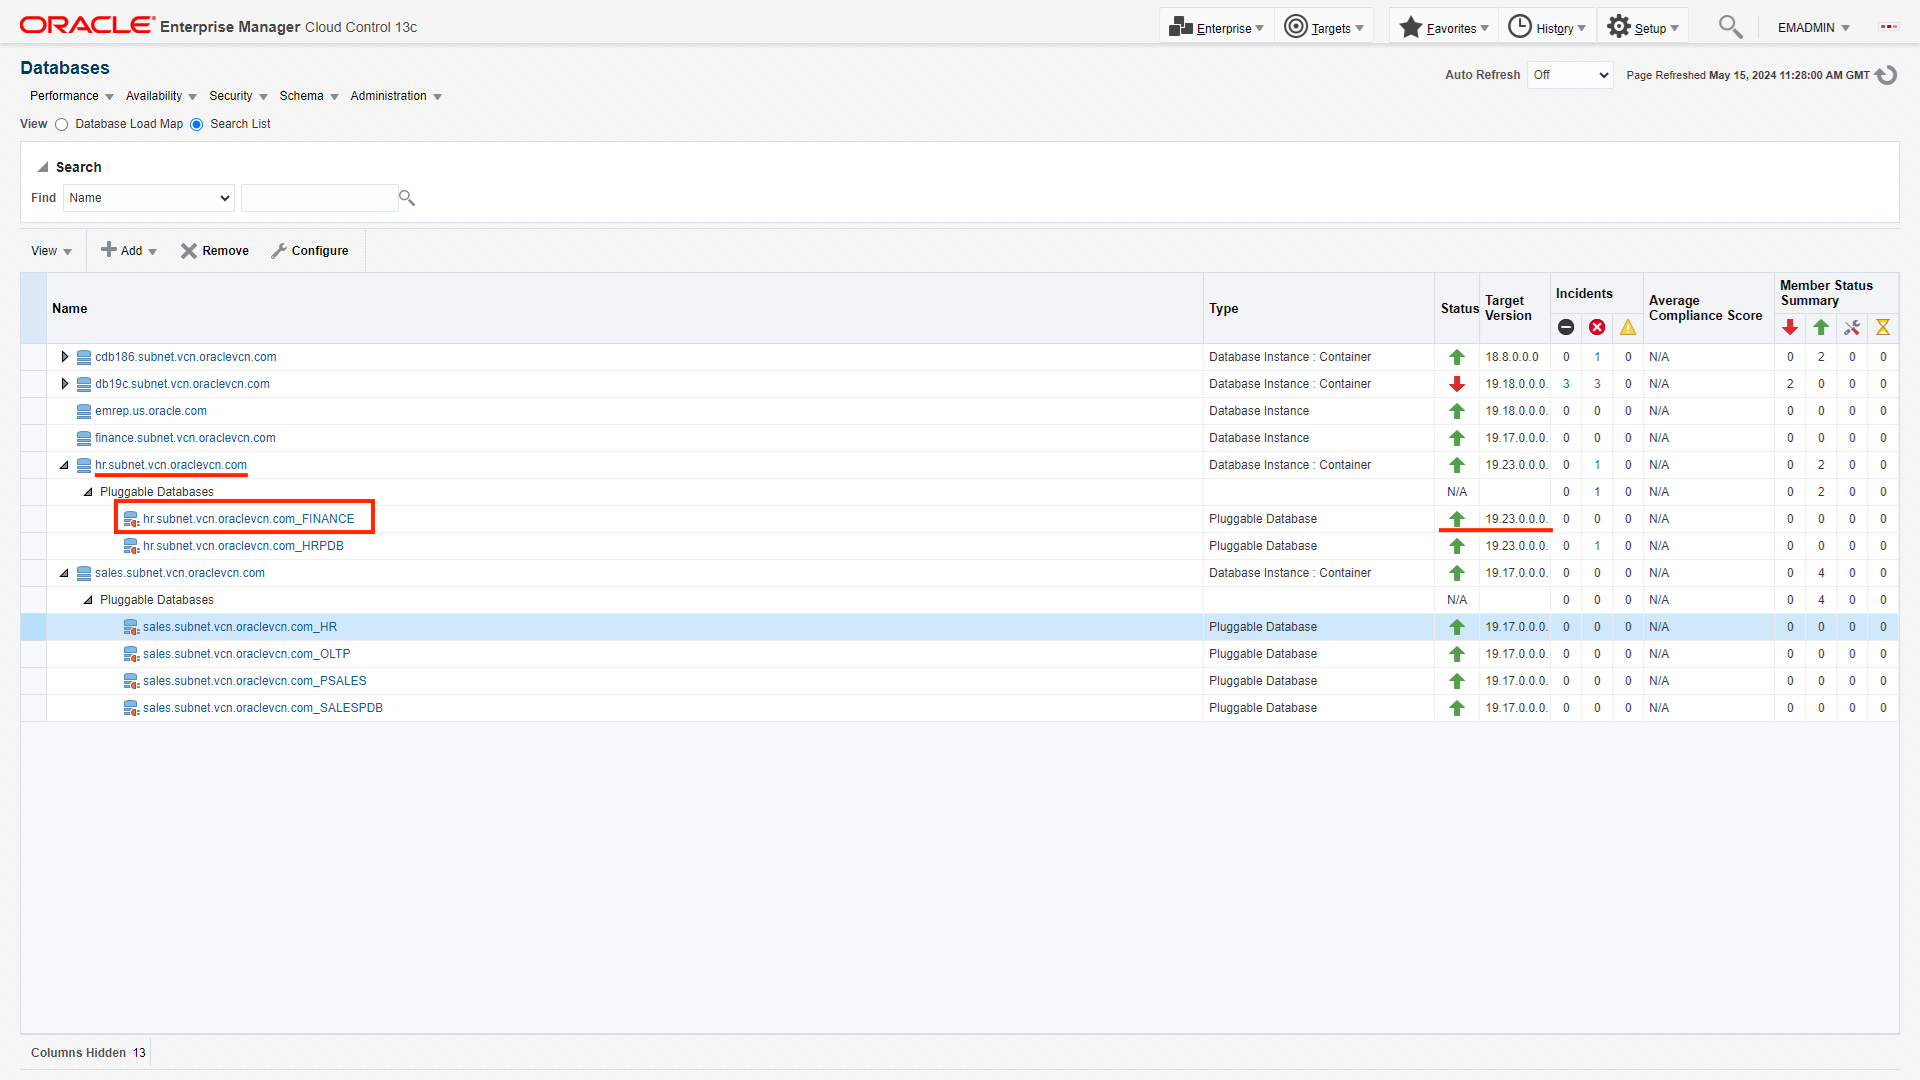 ORACLE Enterprise Manager Cloud Control 13c
Enterprise Targets Favorites History Setup EMADMIN
Databases
Auto Refresh Off Page Refreshed May 15, 2024 11:28:00 AM GMT
Performance Availability Security Schema Administration
View Database Load Map Search List
Search
Find Name
View Add Remove Configure
Name Type Status Target Version Incidents Average Compliance Score Member Status Summary
cdb186.subnet.vcn.oraclevcn.com Database Instance : Container 18.8.0.0.0 0 1 0 N/A 0 2 0 0
db19c.subnet.vcn.oraclevcn.com Database Instance : Container 19.18.0.0.0. 3 3 0 N/A 2 0 0 0
emrep.us.oracle.com Database Instance 19.18.0.0.0. 0 0 0 N/A 0 0 0 0
finance.subnet.vcn.oraclevcn.com Database Instance 19.17.0.0.0. 0 0 0 N/A 0 0 0 0
hr.subnet.vcn.oraclevcn.com Database Instance : Container 19.23.0.0.0. 0 1 0 N/A 0 2 0 0
Pluggable Databases N/A 0 1 0 N/A 0 2 0 0
hr.subnet.vcn.oraclevcn.com_FINANCE Pluggable Database 19.23.0.0.0. 0 0 0 N/A 0 0 0 0
hr.subnet.vcn.oraclevcn.com_HRPDB Pluggable Database 19.23.0.0.0. 0 1 0 N/A 0 0 0 0
sales.subnet.vcn.oraclevcn.com Database Instance : Container 19.17.0.0.0. 0 0 0 N/A 0 4 0 0
Pluggable Databases N/A 0 0 0 N/A 0 4 0 0
sales.subnet.vcn.oraclevcn.com_HR Pluggable Database 19.17.0.0.0. 0 0 0 N/A 0 0 0 0
sales.subnet.vcn.oraclevcn.com_OLTP Pluggable Database 19.17.0.0.0. 0 0 0 N/A 0 0 0 0
sales.subnet.vcn.oraclevcn.com_PSALES Pluggable Database 19.17.0.0.0. 0 0 0 N/A 0 0 0 0
sales.subnet.vcn.oraclevcn.com_SALESPDB Pluggable Database 19.17.0.0.0. 0 0 0 N/A 0 0 0 0
Columns Hidden 13